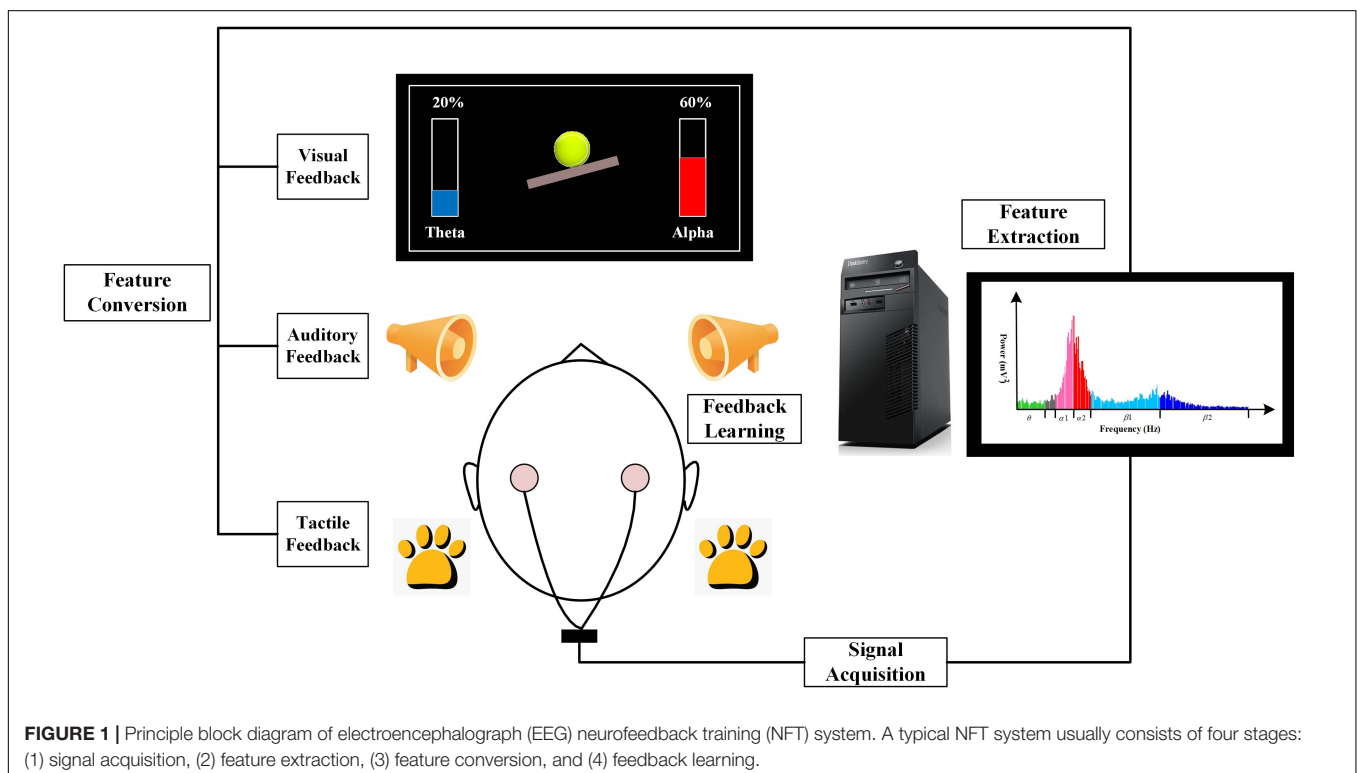 20%
60%
Visual
Feedback
Theta
Alpha
Feature
Extraction
Feature
Conversion
Auditory
Feedback
Feedback
Learning
Power (mV²)
θ α1 α2 β1 β2
Frequency (Hz)
Tactile
Feedback
Signal
Acquisition
FIGURE 1 | Principle block diagram of electroencephalograph (EEG) neurofeedback training (NFT) system. A typical NFT system usually consists of four stages:
(1) signal acquisition, (2) feature extraction, (3) feature conversion, and (4) feedback learning.